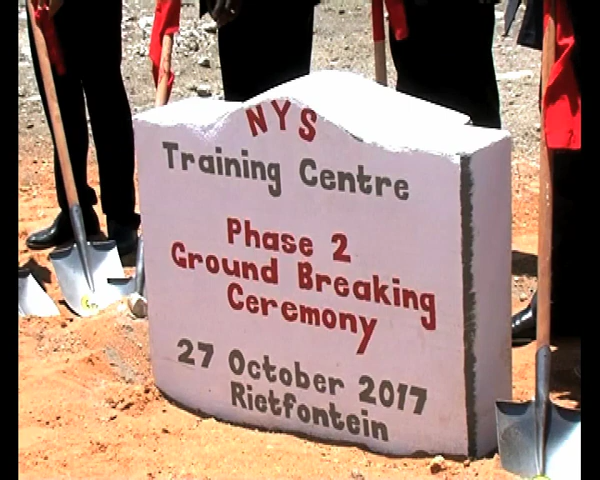 NYS
Training Centre
Phase 2
Ground Breaking
Ceremony
27 October 2017
Rietfontein